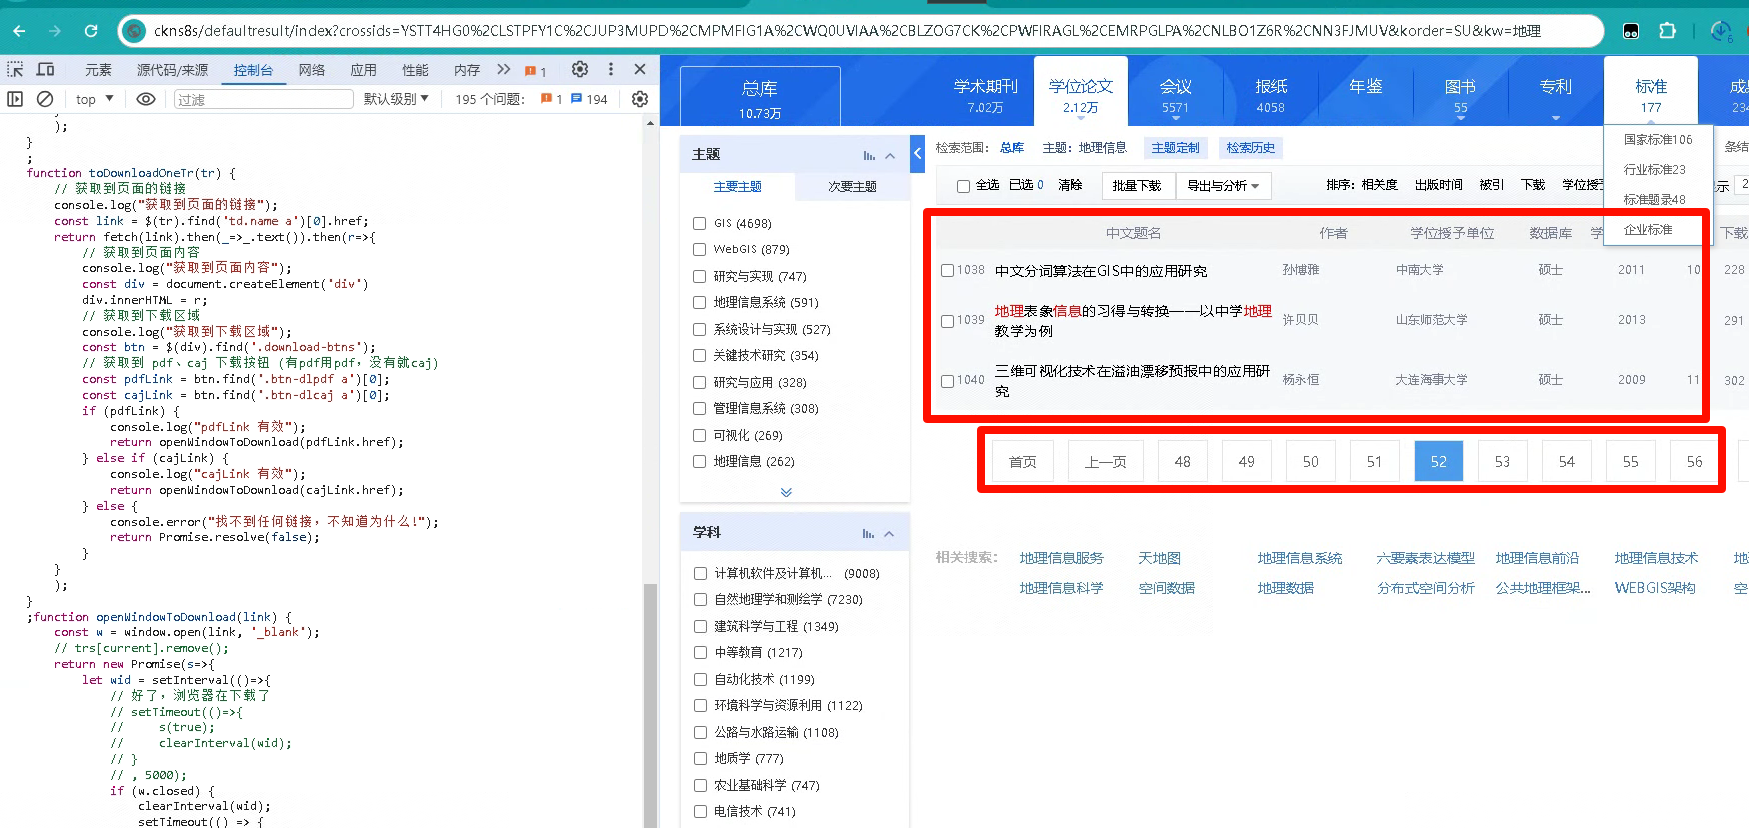 ckns8s/defaultresult/index?crossids=YSTT4HG0%2CLSTPFY1C%2CJUP3MUPD%2CMPMFIG1A%2CWQ0UVIAA%2CBLZOG7CK%2CPWFIRAGL%2CEMRPGLPA%2CNLBO1Z6R%2CNN3FJMUV&korder=SU&kw=地理
元素 源代码/来源 控制台 网络 应用 性能 内存 1
top 过滤 默认级别 195 个问题: 1 194
);
}
;
function toDownloadOneTr(tr) {
// 获取到页面的链接
console.log("获取到页面的链接");
const link = $(tr).find('td.name a')[0].href;
return fetch(link).then(_=>_.text()).then(r=>{
// 获取到页面内容
console.log("获取到页面内容");
const div = document.createElement('div')
div.innerHTML = r;
// 获取到下载区域
console.log("获取到下载区域");
const btn = $(div).find('.download-btns');
// 获取到 pdf、caj 下载按钮 (有pdf用pdf, 没有就caj)
const pdfLink = btn.find('.btn-dlpdf a')[0];
const cajLink = btn.find('.btn-dlcaj a')[0];
if (pdfLink) {
console.log("pdfLink 有效");
return openWindowToDownload(pdfLink.href);
} else if (cajLink) {
console.log("cajLink 有效");
return openWindowToDownload(cajLink.href);
} else {
console.error("找不到任何链接，不知道为什么!");
return Promise.resolve(false);
}
}
);
}
;function openWindowToDownload(link) {
const w = window.open(link, '_blank');
// trs[current].remove();
return new Promise(s=>{
let wid = setInterval(()=>{
// 好了，浏览器在下载了
// setTimeout(()=>{
// s(true);
// clearInterval(wid);
// }
// , 5000);
if (w.closed) {
clearInterval(wid);
setTimeout(() => {
总库
10.73万
学术期刊 学位论文 会议 报纸 年鉴 图书 专利 标准
7.02万 2.12万 5571 4058 55 177 234
国家标准106
行业标准23
标准题录48
企业标准
检索范围: 总库 主题: 地理信息 主题定制 检索历史 条结
全选 已选 0 清除 批量下载 导出与分析 排序: 相关度 出版时间 被引 下载 学位授 示 2
中文题名 作者 学位授予单位 数据库 学 下载
1038 中文分词算法在GIS中的应用研究 孙博雅 中南大学 硕士 2011 10 228
1039 地理表象信息的习得与转换——以中学地理教学为例 许贝贝 山东师范大学 硕士 2013 291
1040 三维可视化技术在溢油漂移预报中的应用研究 杨永恒 大连海事大学 硕士 2009 11 302
首页 上一页 48 49 50 51 52 53 54 55 56
相关搜索: 地理信息服务 天地图 地理信息系统 六要素表达模型 地理信息前沿 地理信息技术
地理信息科学 空间数据 地理数据 分布式空间分析 公共地理框架... WEBGIS架构 空
主题
主要主题 次要主题
GIS (4698)
WebGIS (879)
研究与实现 (747)
地理信息系统 (591)
系统设计与实现 (527)
关键技术研究 (354)
研究与应用 (328)
管理信息系统 (308)
可视化 (269)
地理信息 (262)
学科
计算机软件及计算机... (9008)
自然地理学和测绘学 (7230)
建筑科学与工程 (1349)
中等教育 (1217)
自动化技术 (1199)
环境科学与资源利用 (1122)
公路与水路运输 (1108)
地质学 (777)
农业基础科学 (747)
电信技术 (741)